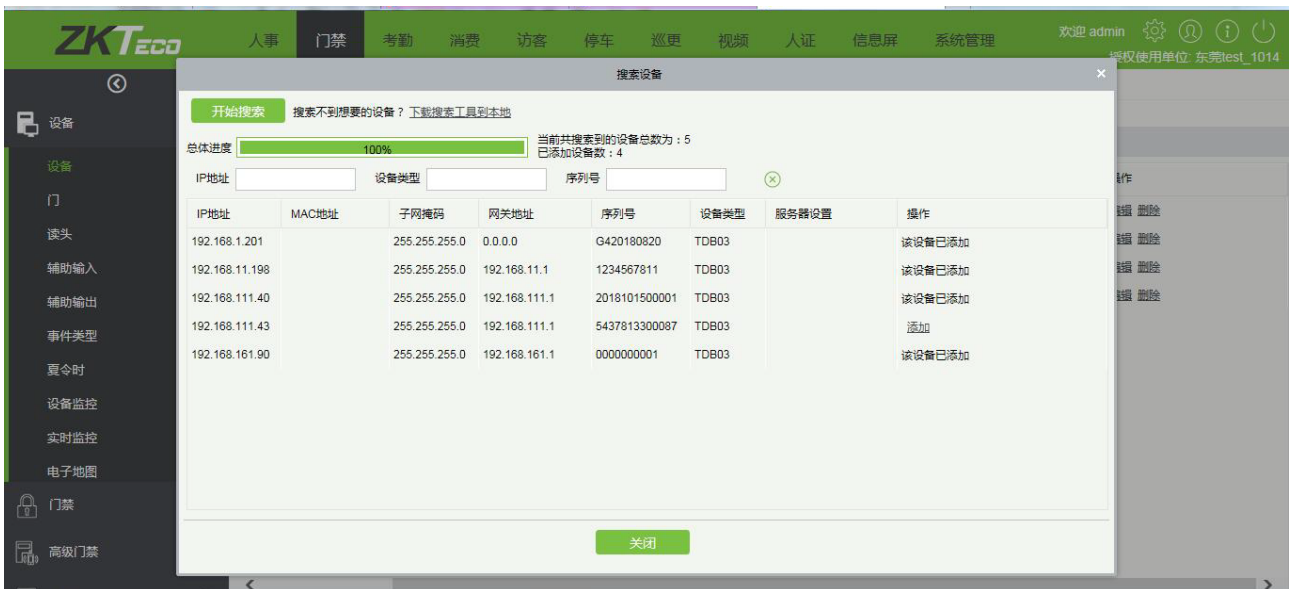 ZKTeco
人事 门禁 考勤 消费 访客 停车 巡更 视频 人证 信息屏 系统管理
欢迎 admin
授权使用单位: 东莞test_1014
搜索设备
开始搜索 搜索不到想要的设备？ 下载搜索工具到本地
总体进度 100% 当前共搜索到的设备总数为：5
已添加设备数：4
IP地址 设备类型 序列号
IP地址 MAC地址 子网掩码 网关地址 序列号 设备类型 服务器设置 操作
192.168.1.201 255.255.255.0 0.0.0.0 G420180820 TDB03 该设备已添加
192.168.11.198 255.255.255.0 192.168.11.1 1234567811 TDB03 该设备已添加
192.168.111.40 255.255.255.0 192.168.111.1 2018101500001 TDB03 该设备已添加
192.168.111.43 255.255.255.0 192.168.111.1 5437813300087 TDB03 添加
192.168.161.90 255.255.255.0 192.168.161.1 0000000001 TDB03 该设备已添加
关闭
设备
设备
门
读头
辅助输入
辅助输出
事件类型
夏令时
设备监控
实时监控
电子地图
门禁
高级门禁
删除
删除
删除
删除